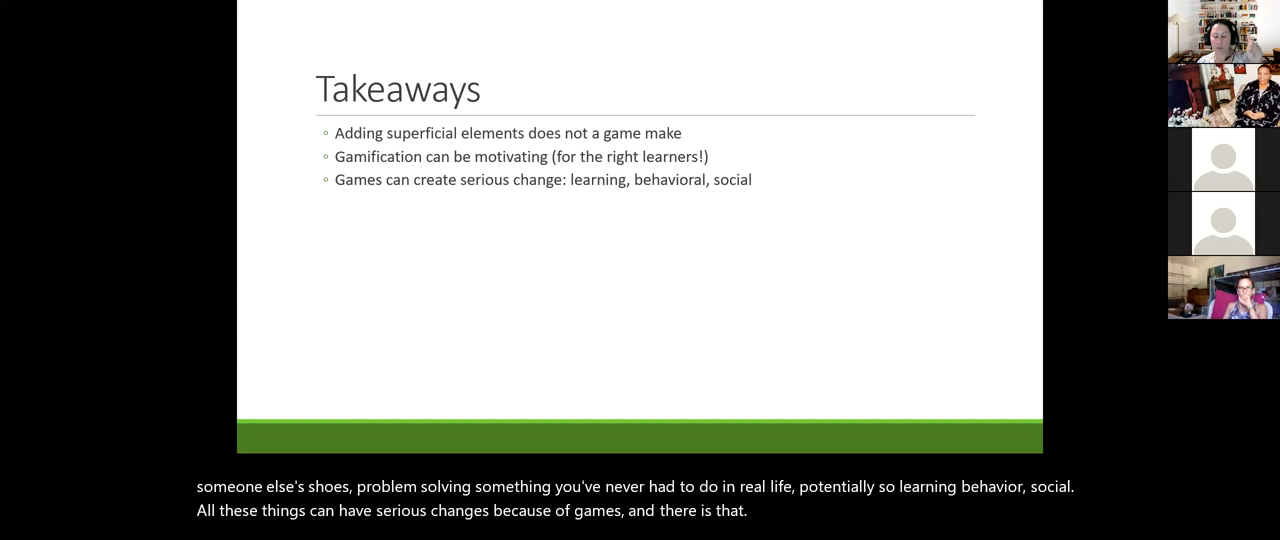 Takeaways
Adding superficial elements does not a game make
Gamification can be motivating (for the right learners!)
Games can create serious change: learning, behavioral, social
someone else's shoes, problem solving something you've never had to do in real life, potentially so learning behavior, social.
All these things can have serious changes because of games, and there is that.